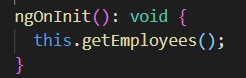 ngOnInit(): void {
  this.getEmployees();
}